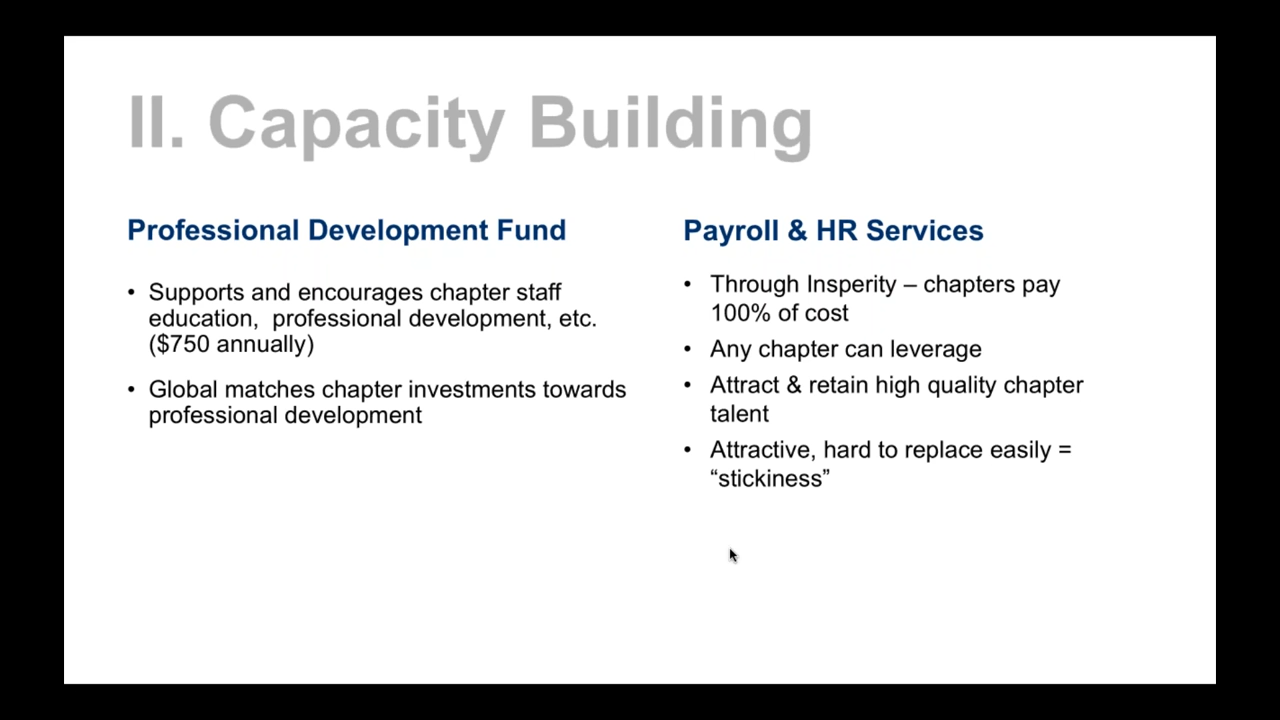 II. Capacity Building
Professional Development Fund
• Supports and encourages chapter staff
education,  professional development, etc.
($750 annually)
• Global matches chapter investments towards
professional development
Payroll & HR Services
• Through Insperity – chapters pay
100% of cost
• Any chapter can leverage
• Attract & retain high quality chapter
talent
• Attractive, hard to replace easily =
“stickiness”